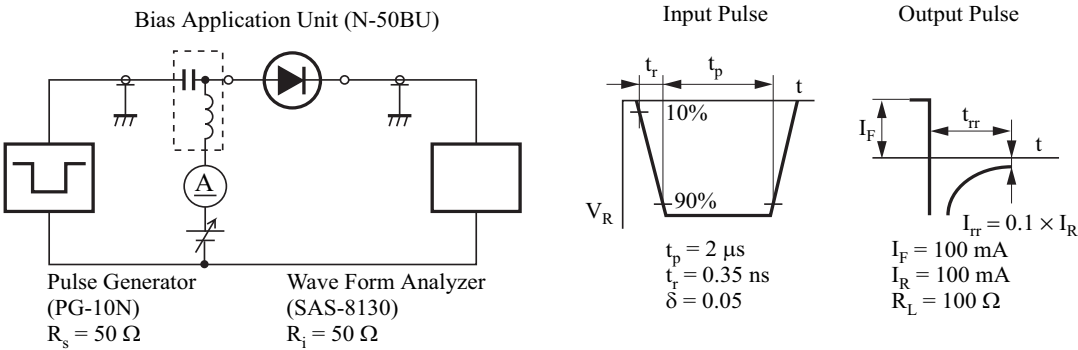 Bias Application Unit (N-50BU)
A
Pulse Generator
(PG-10N)
R_s = 50 Ω
Wave Form Analyzer
(SAS-8130)
R_i = 50 Ω
Input Pulse
t_r
t_p
t
10%
90%
V_R
t_p = 2 μs
t_r = 0.35 ns
δ = 0.05
Output Pulse
I_F
t_rr
t
I_rr = 0.1 × I_R
I_F = 100 mA
I_R = 100 mA
R_L = 100 Ω